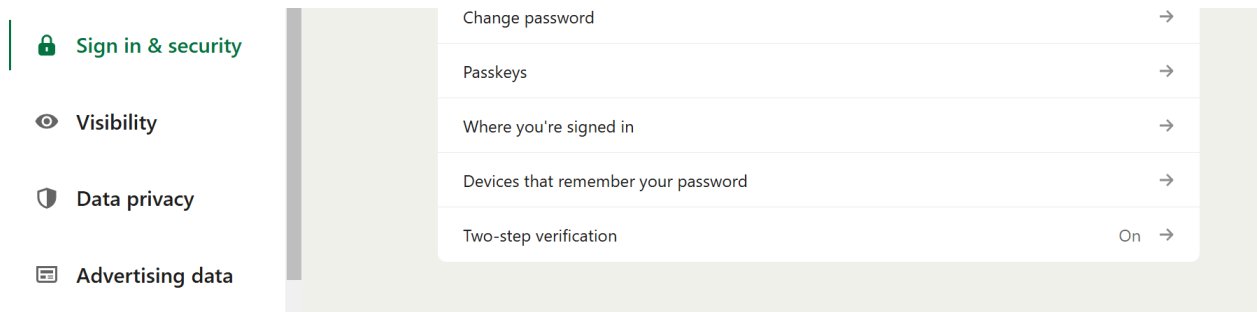 Sign in & security
Visibility
Data privacy
Advertising data
Change password
Passkeys
Where you're signed in
Devices that remember your password
Two-step verification On